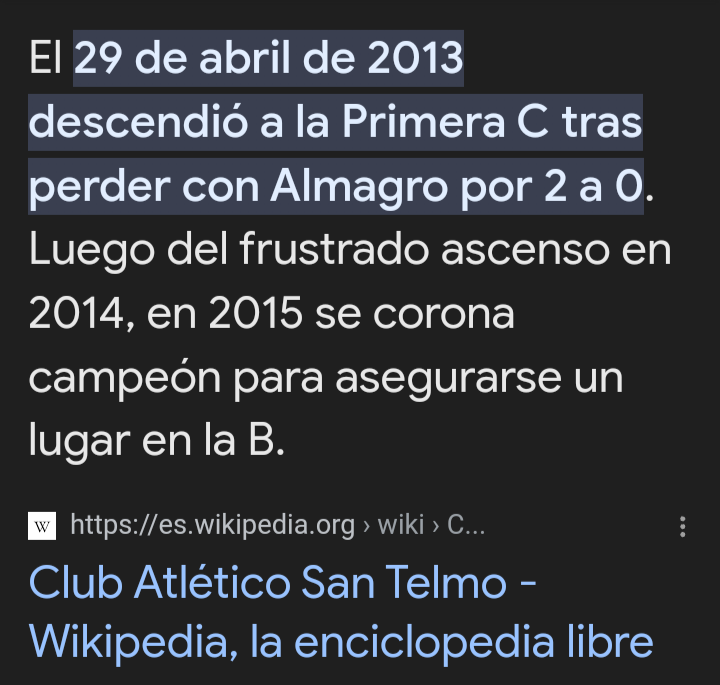 El 29 de abril de 2013
descendió a la Primera C tras
perder con Almagro por 2 a 0.
Luego del frustrado ascenso en
2014, en 2015 se corona
campeón para asegurarse un
lugar en la B.
W https://es.wikipedia.org › wiki › C...
Club Atlético San Telmo -
Wikipedia, la enciclopedia libre